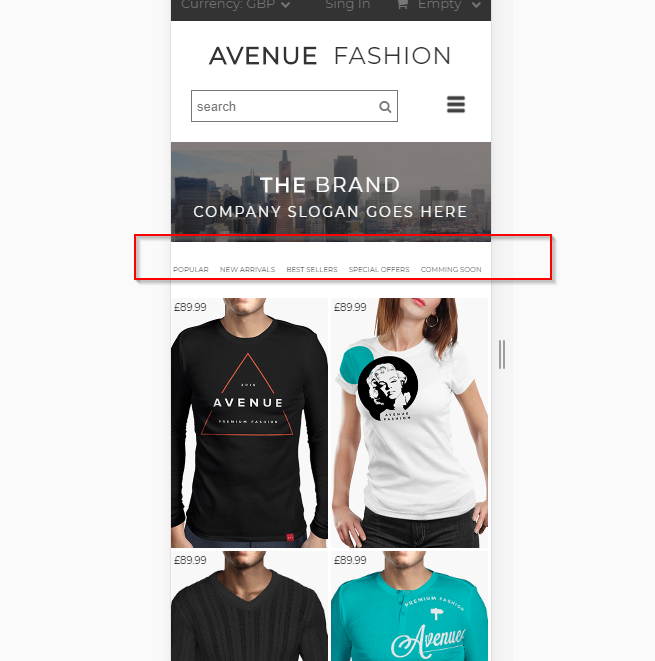 Currency: GBP Sing In Empty
AVENUE FASHION
search
THE BRAND
COMPANY SLOGAN GOES HERE
POPULAR NEW ARRIVALS BEST SELLERS SPECIAL OFFERS COMMING SOON
£89.99 £89.99
2015
AVENUE
PREMIUM FASHION
AVENUE
FASHION
£89.99 £89.99
PREMIUM FASHION
Avenue